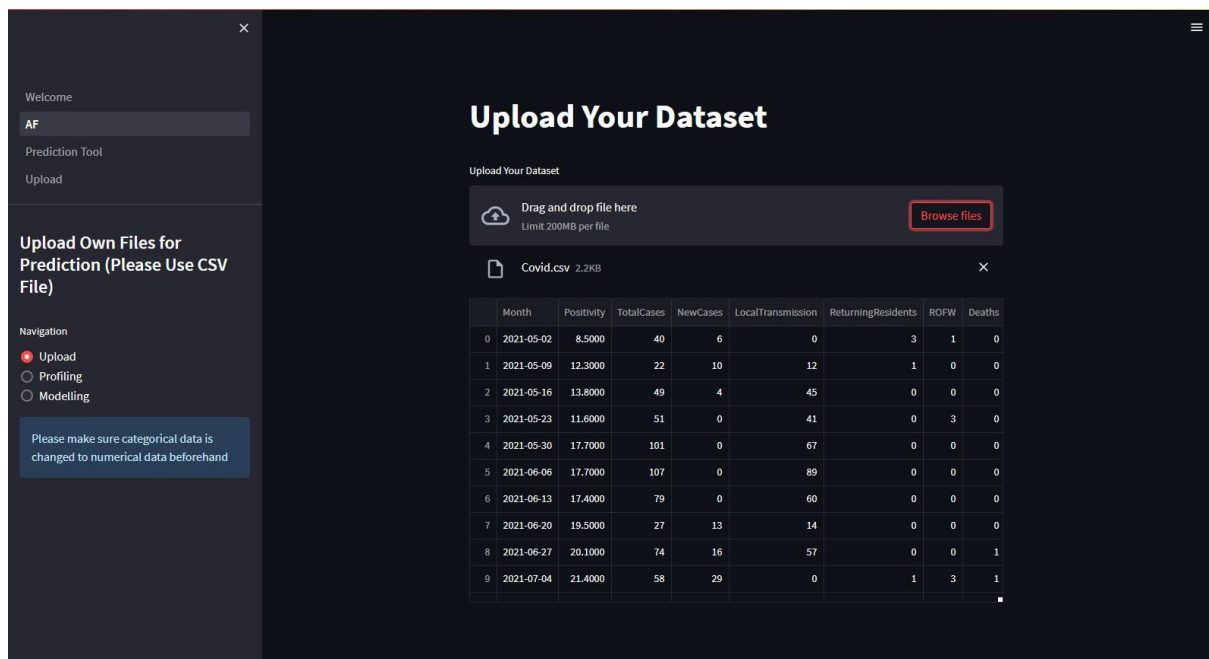 Welcome
AF
Prediction Tool
Upload
Upload Own Files for
Prediction (Please Use CSV
File)
Navigation
Upload
Profiling
Modelling
Please make sure categorical data is
changed to numerical data beforehand
Upload Your Dataset
Upload Your Dataset
Drag and drop file here
Limit 200MB per file
Browse files
Covid.csv 2.2KB
Month Positivity TotalCases NewCases LocalTransmission ReturningResidents ROFW Deaths
0 2021-05-02 8.5000 40 6 0 3 1 0
1 2021-05-09 12.3000 22 10 12 1 0 0
2 2021-05-16 13.8000 49 4 45 0 0 0
3 2021-05-23 11.6000 51 0 41 0 3 0
4 2021-05-30 17.7000 101 0 67 0 0 0
5 2021-06-06 17.7000 107 0 89 0 0 0
6 2021-06-13 17.4000 79 0 60 0 0 0
7 2021-06-20 19.5000 27 13 14 0 0 0
8 2021-06-27 20.1000 74 16 57 0 0 1
9 2021-07-04 21.4000 58 29 0 1 3 1